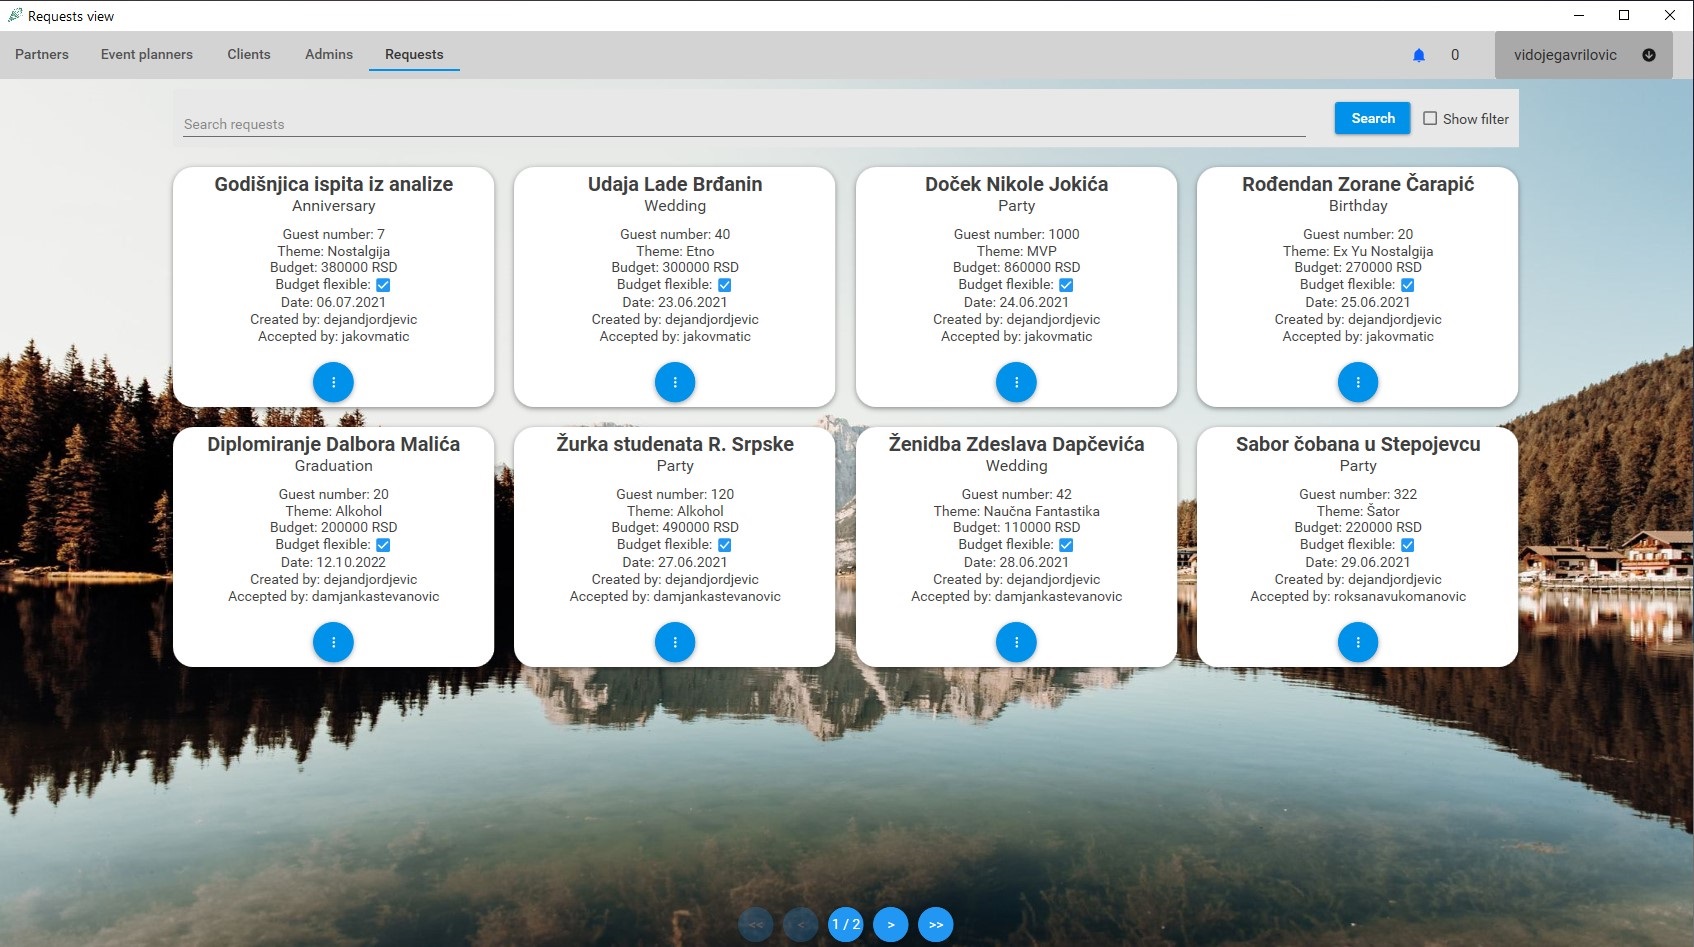 Requests view
Partners Event planners Clients Admins Requests 0 vidojegavrilovic
Search requests Search Show filter
Godišnjica ispita iz analize
Anniversary
Guest number: 7
Theme: Nostalgija
Budget: 380000 RSD
Budget flexible:
Date: 06.07.2021
Created by: dejandjordjevic
Accepted by: jakovmatic
Udaja Lade Brđanin
Wedding
Guest number: 40
Theme: Etno
Budget: 300000 RSD
Budget flexible:
Date: 23.06.2021
Created by: dejandjordjevic
Accepted by: jakovmatic
Doček Nikole Jokića
Party
Guest number: 1000
Theme: MVP
Budget: 860000 RSD
Budget flexible:
Date: 24.06.2021
Created by: dejandjordjevic
Accepted by: jakovmatic
Rođendan Zorane Čarapić
Birthday
Guest number: 20
Theme: Ex Yu Nostalgija
Budget: 270000 RSD
Budget flexible:
Date: 25.06.2021
Created by: dejandjordjevic
Accepted by: jakovmatic
Diplomiranje Dalbora Malića
Graduation
Guest number: 20
Theme: Alkohol
Budget: 200000 RSD
Budget flexible:
Date: 12.10.2022
Created by: dejandjordjevic
Accepted by: damjankastevanovic
Žurka studenata R. Srpske
Party
Guest number: 120
Theme: Alkohol
Budget: 490000 RSD
Budget flexible:
Date: 27.06.2021
Created by: dejandjordjevic
Accepted by: damjankastevanovic
Ženidba Zdeslava Dapčevića
Wedding
Guest number: 42
Theme: Naučna Fantastika
Budget: 110000 RSD
Budget flexible:
Date: 28.06.2021
Created by: dejandjordjevic
Accepted by: damjankastevanovic
Sabor čobana u Stepojevcu
Party
Guest number: 322
Theme: Šator
Budget: 220000 RSD
Budget flexible:
Date: 29.06.2021
Created by: dejandjordjevic
Accepted by: roksanavukomanovic
<< < 1 / 2 > >>